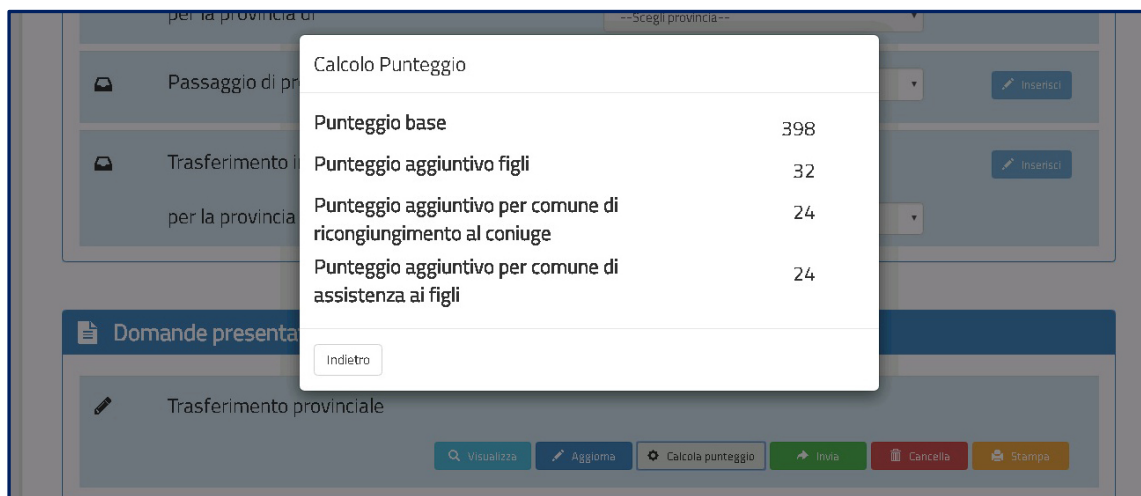 per la provincia di --Scegli provincia--
Calcolo Punteggio
Passaggio di pr Inserisci
Punteggio base 398
Trasferimento i Punteggio aggiuntivo figli 32 Inserisci
per la provincia Punteggio aggiuntivo per comune di 24
ricongiungimento al coniuge
Punteggio aggiuntivo per comune di 24
assistenza ai figli
Domande presenta
Indietro
Trasferimento provinciale
Visualizza Aggiorna Calcola punteggio Invia Cancella Stampa